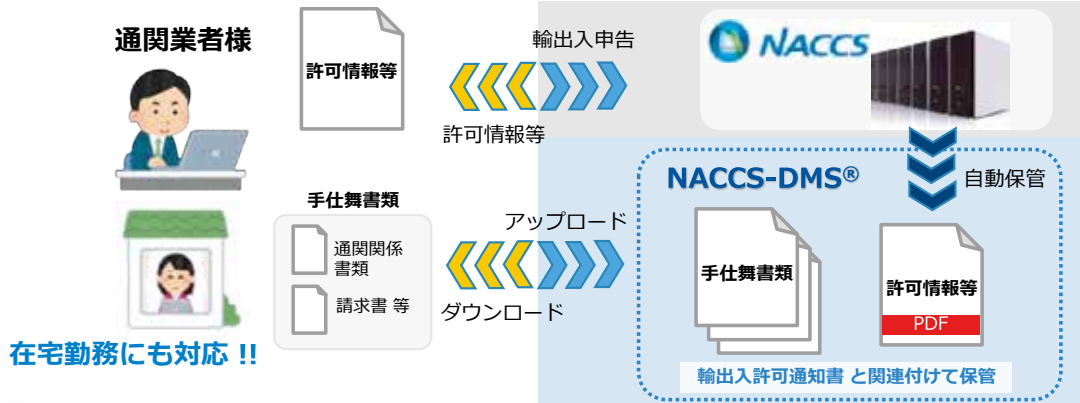 通関業者様
許可情報等
輸出入申告
許可情報等
NACCS
自動保管
手仕舞書類
通関関係
書類
請求書 等
アップロード
ダウンロード
在宅勤務にも対応 !!
NACCS-DMS®
手仕舞書類
許可情報等
PDF
輸出入許可通知書 と関連付けて保管